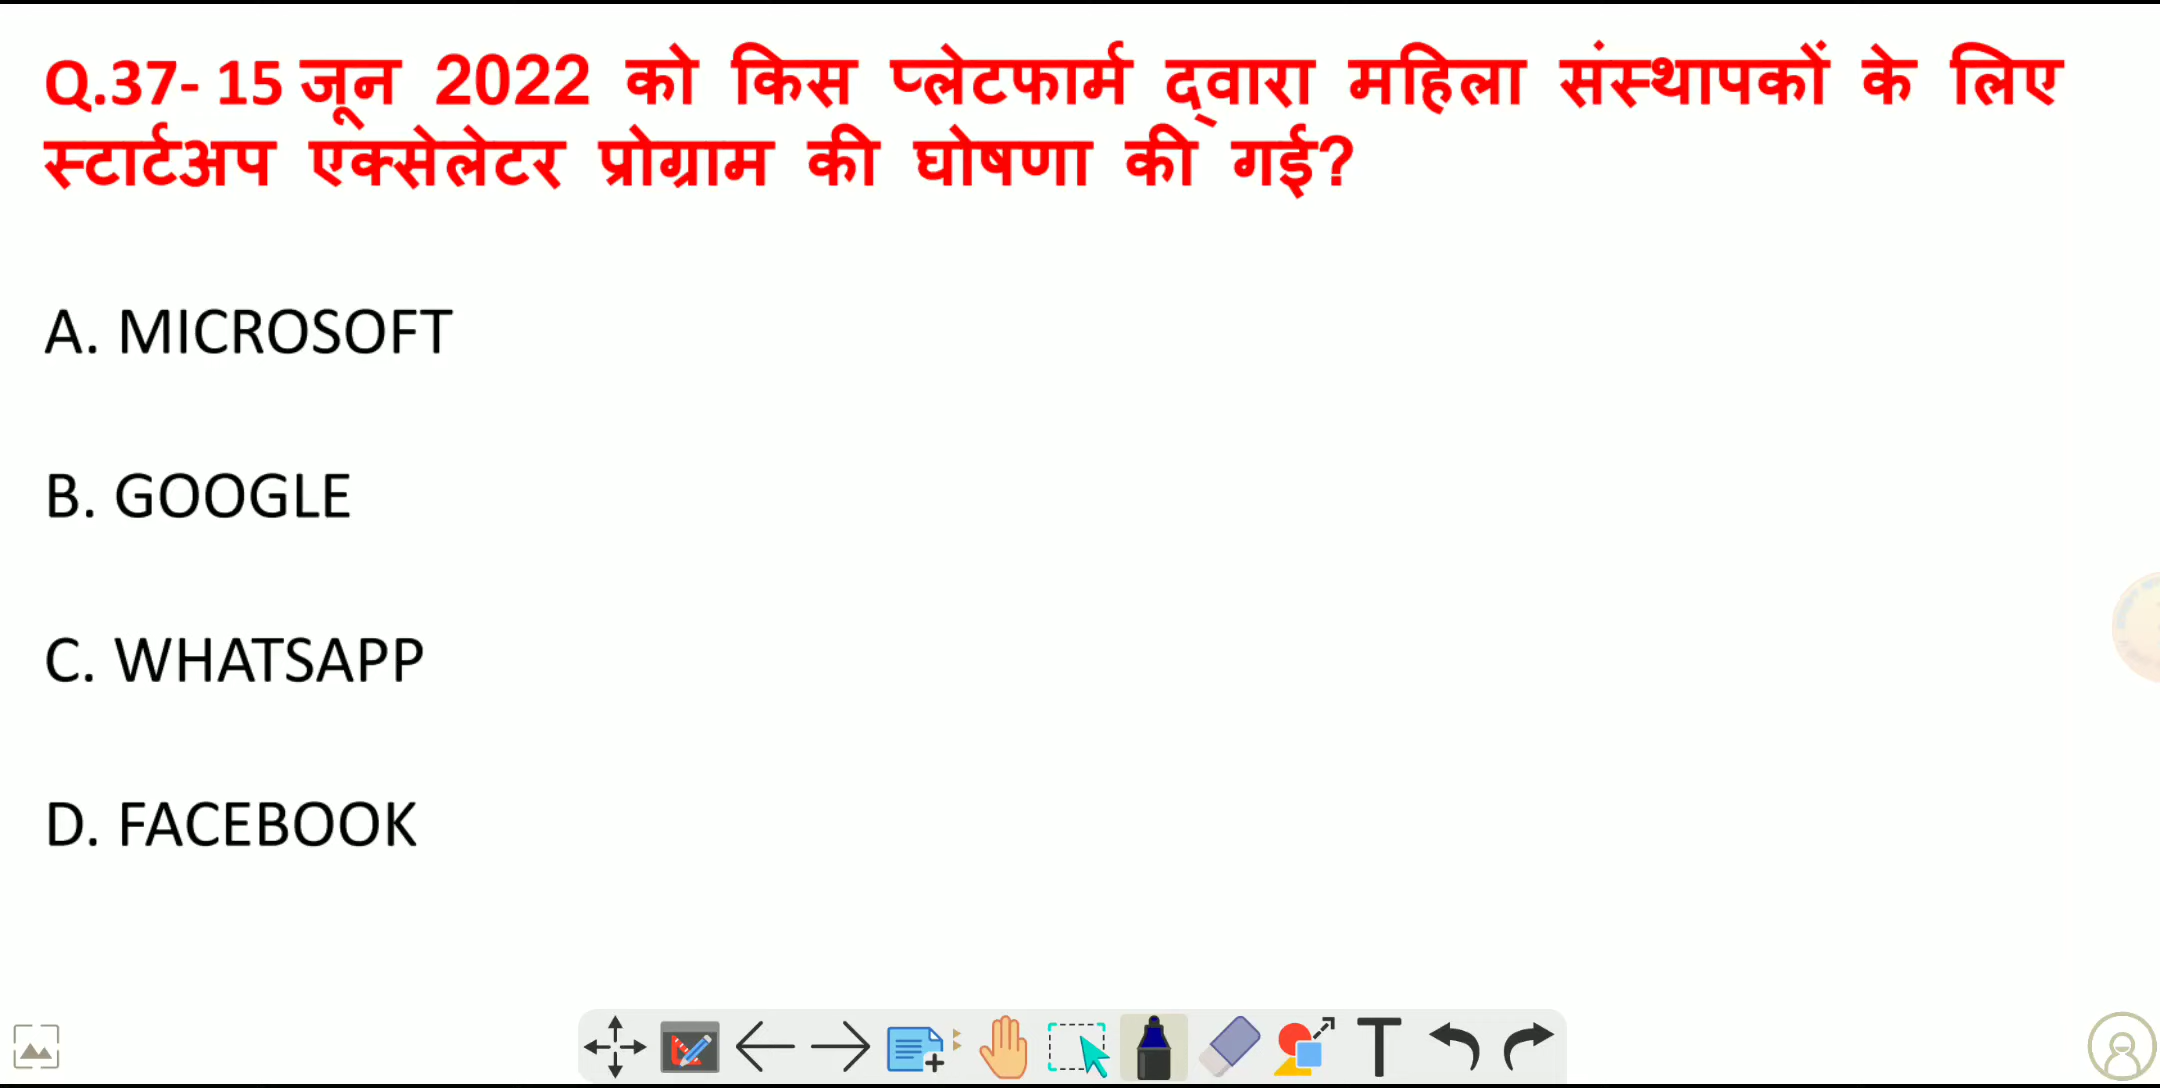 Q.37- 15 जून 2022 को किस प्लेटफार्म द्वारा महिला संस्थापकों के लिए
स्टार्टअप एक्सेलेटर प्रोग्राम की घोषणा की गई?
A. MICROSOFT
B. GOOGLE
C. WHATSAPP
D. FACEBOOK